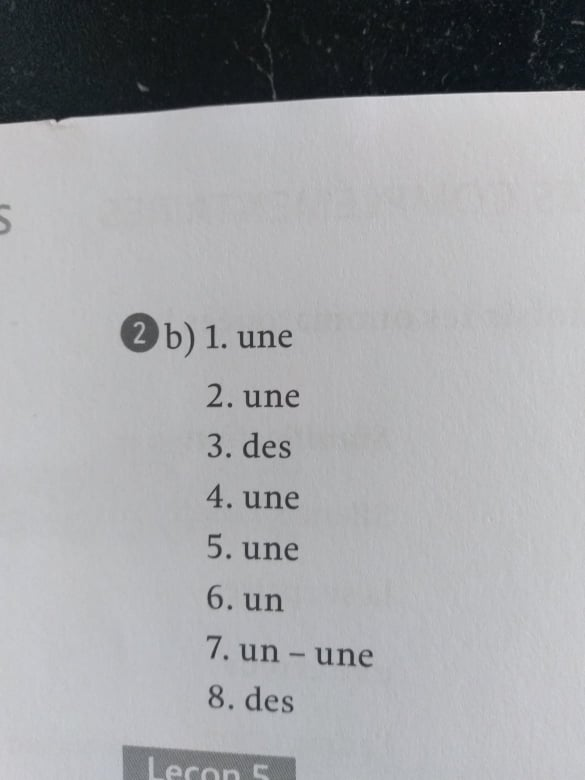 s
2 b) 1. une
2. une
3. des
4. une
5. une
6. un
7. un – une
8. des
Leçon 5